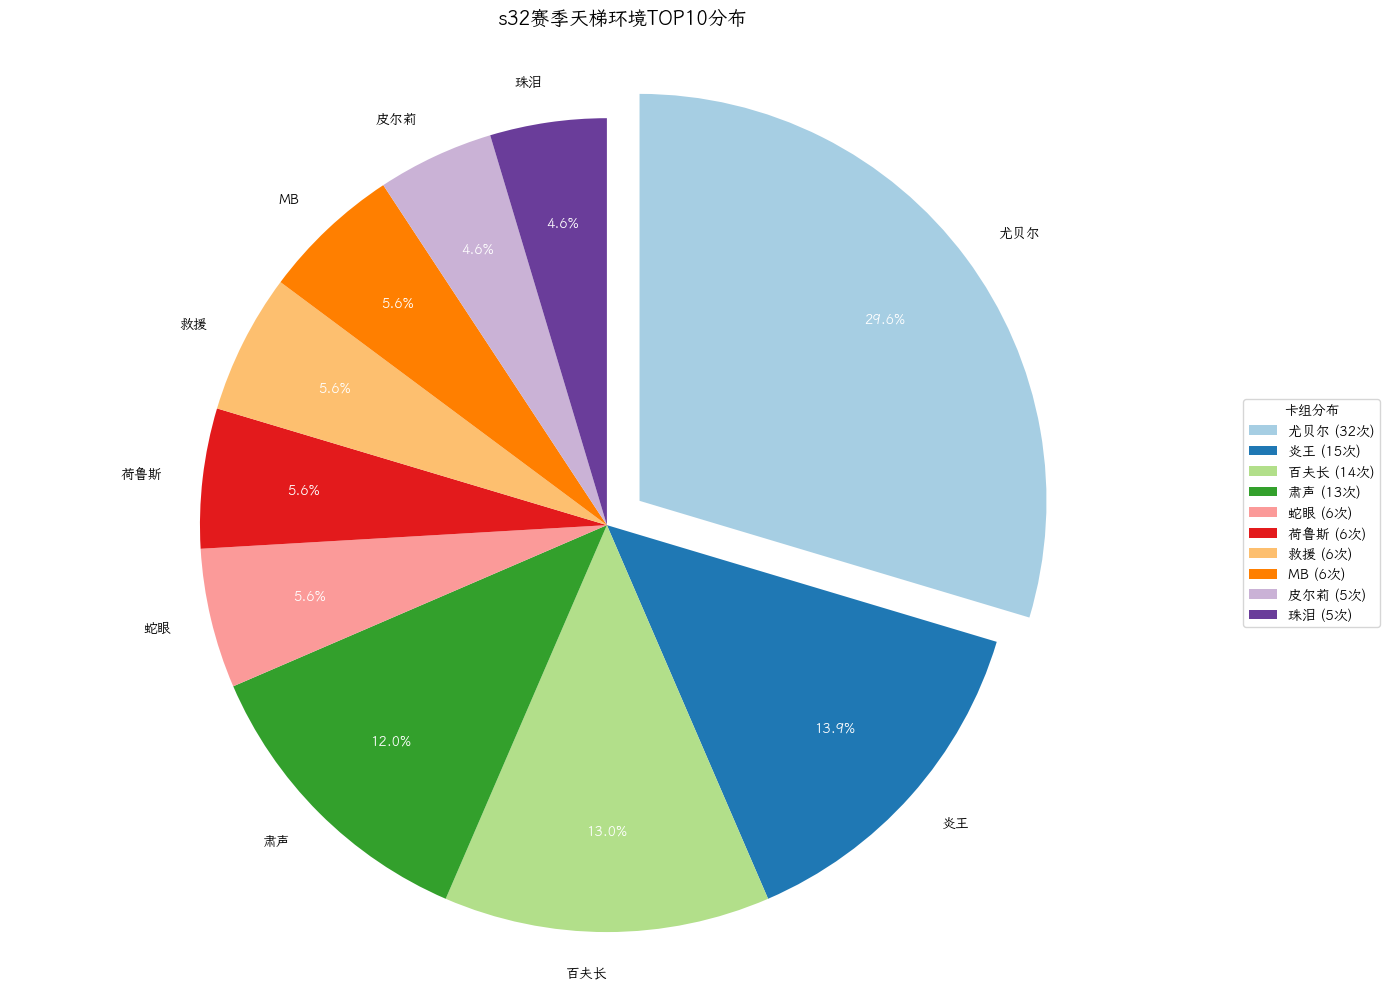 s32赛季天梯环境TOP10分布
珠泪
皮尔莉
MB
救援
荷鲁斯
蛇眼
肃声
百夫长
炎王
尤贝尔
4.6%
4.6%
5.6%
5.6%
5.6%
5.6%
12.0%
13.0%
13.9%
29.6%
卡组分布
尤贝尔 (32次)
炎王 (15次)
百夫长 (14次)
肃声 (13次)
蛇眼 (6次)
荷鲁斯 (6次)
救援 (6次)
MB (6次)
皮尔莉 (5次)
珠泪 (5次)